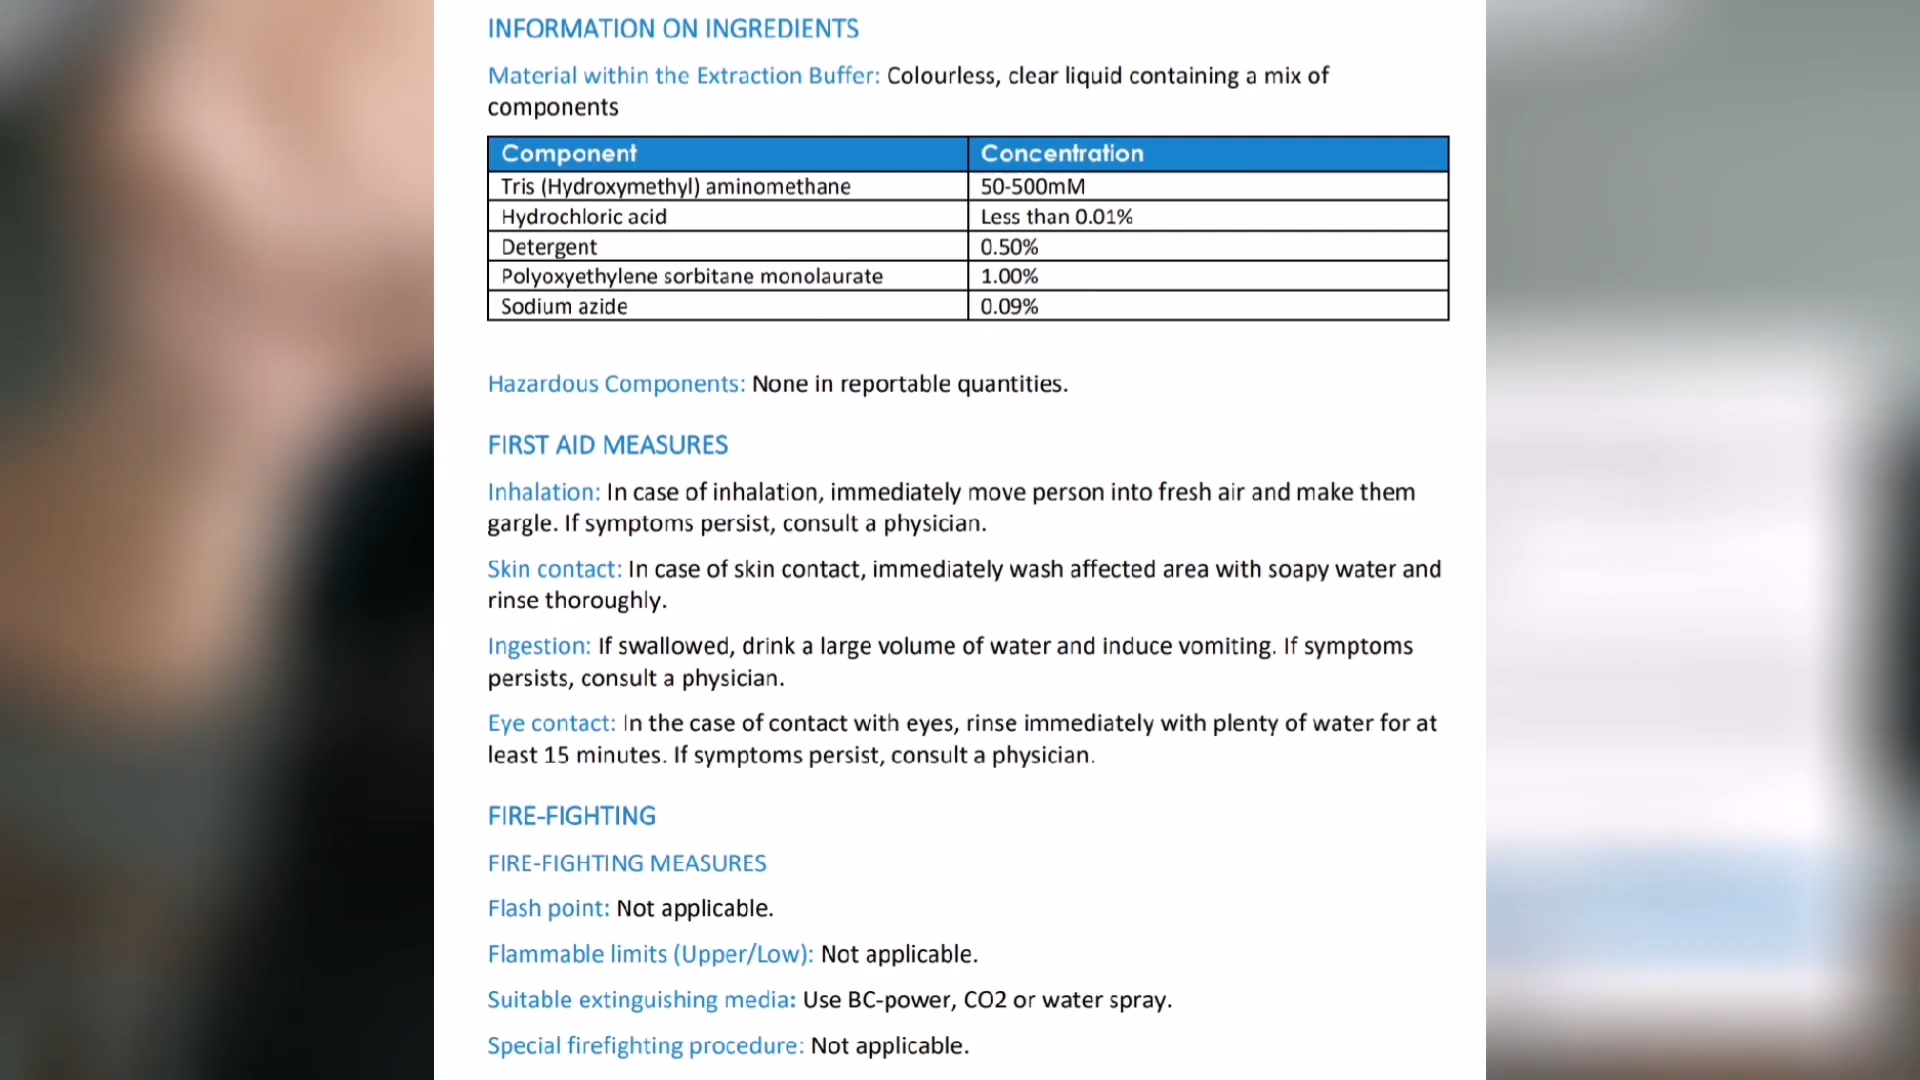 INFORMATION ON INGREDIENTS
Material within the Extraction Buffer: Colourless, clear liquid containing a mix of
components
Component Concentration
Tris (Hydroxymethyl) aminomethane 50-500mM
Hydrochloric acid Less than 0.01%
Detergent 0.50%
Polyoxyethylene sorbitane monolaurate 1.00%
Sodium azide 0.09%
Hazardous Components: None in reportable quantities.
FIRST AID MEASURES
Inhalation: In case of inhalation, immediately move person into fresh air and make them
gargle. If symptoms persist, consult a physician.
Skin contact: In case of skin contact, immediately wash affected area with soapy water and
rinse thoroughly.
Ingestion: If swallowed, drink a large volume of water and induce vomiting. If symptoms
persists, consult a physician.
Eye contact: In the case of contact with eyes, rinse immediately with plenty of water for at
least 15 minutes. If symptoms persist, consult a physician.
FIRE-FIGHTING
FIRE-FIGHTING MEASURES
Flash point: Not applicable.
Flammable limits (Upper/Low): Not applicable.
Suitable extinguishing media: Use BC-power, CO2 or water spray.
Special firefighting procedure: Not applicable.